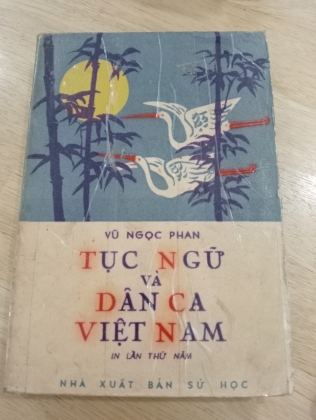 VŨ NGỌC PHAN
TỤC NGỮ
VÀ
DÂN CA
VIỆT NAM
IN LẦN THỨ NĂM
NHÀ XUẤT BẢN SỬ HỌC